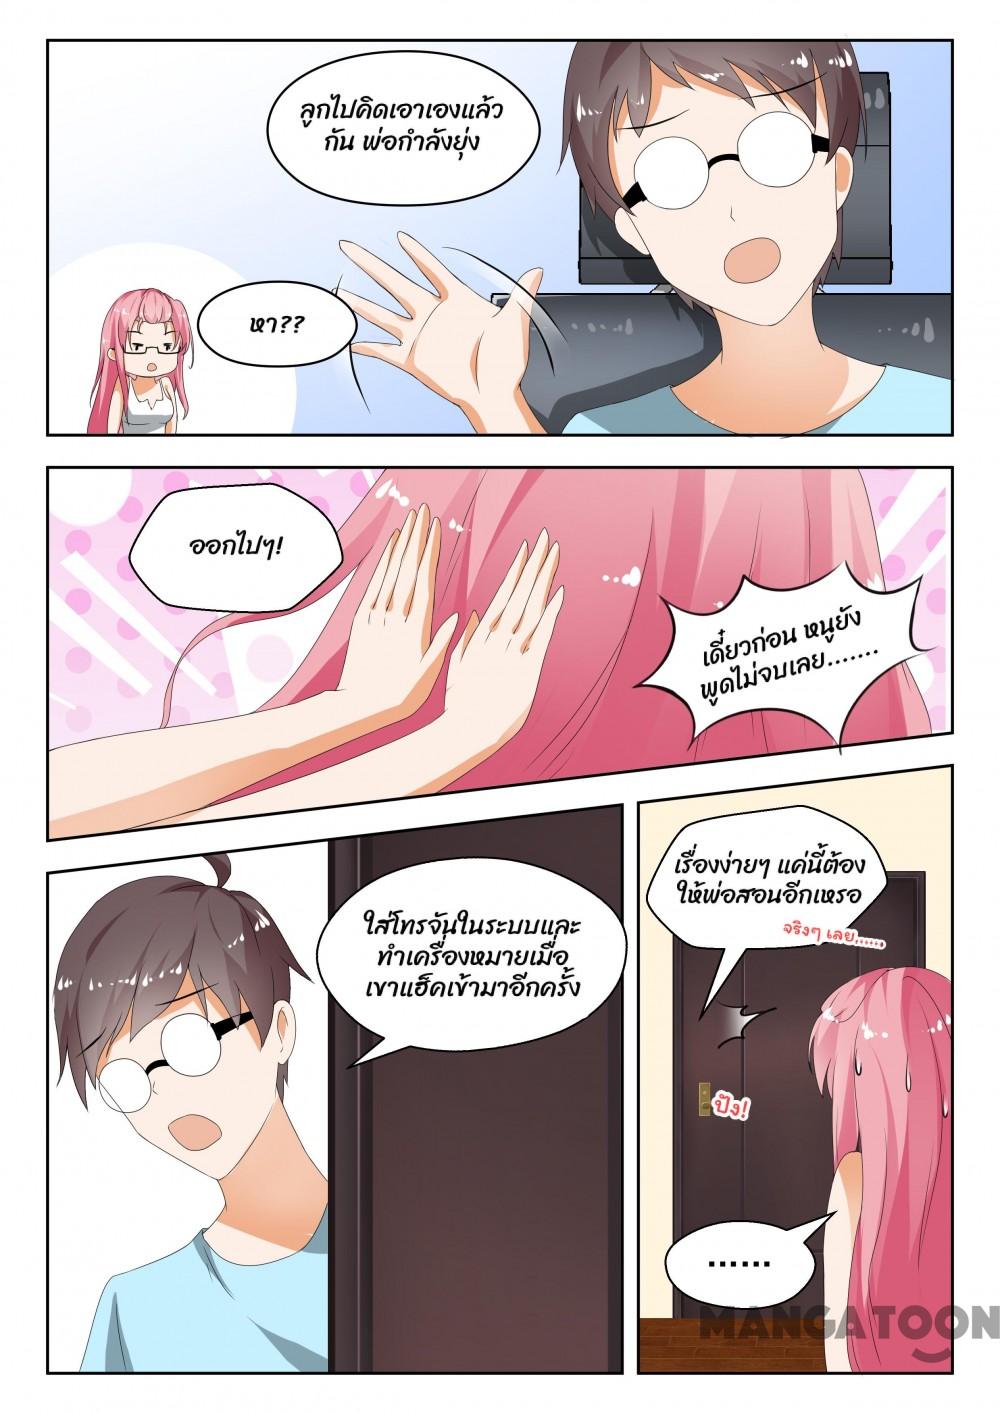 ลูกไปคิดเอาเองแล้ว
กัน พ่อกำลังยุ่ง
หา??
ออกไปๆ!
เดี๋ยวก่อน หนูยัง
พูดไม่จบเลย.......
ใส่โทรจันในระบบและ
ทำเครื่องหมายเมื่อ
เขาแฮ็คเข้ามาอีกครั้ง
เรื่องง่ายๆ แค่นี้ต้อง
ให้พ่อสอนอีกเหรอ
จริงๆ เลย......
ปัง!
......
MANGATOON